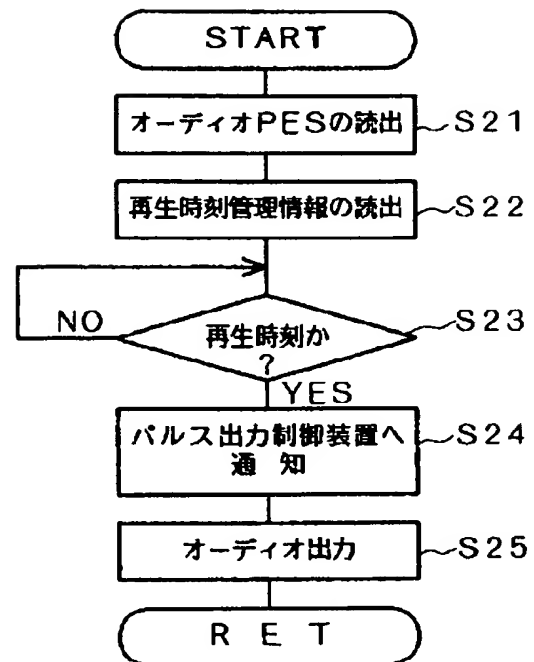 START
オーディオPESの読出 S21
再生時刻管理情報の読出 S22
NO 再生時刻か S23
?
YES
パルス出力制御装置へ S24
通 知
オーディオ出力 S25
R E T